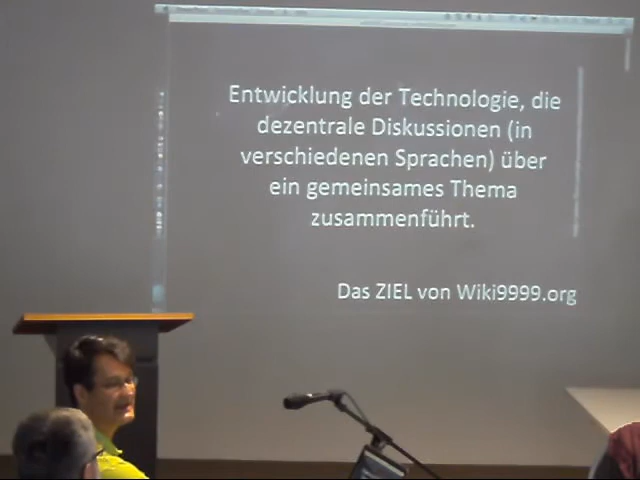 Entwicklung der Technologie, die
dezentrale Diskussionen (in
verschiedenen Sprachen) über
ein gemeinsames Thema
zusammenführt.
Das ZIEL von Wiki9999.org